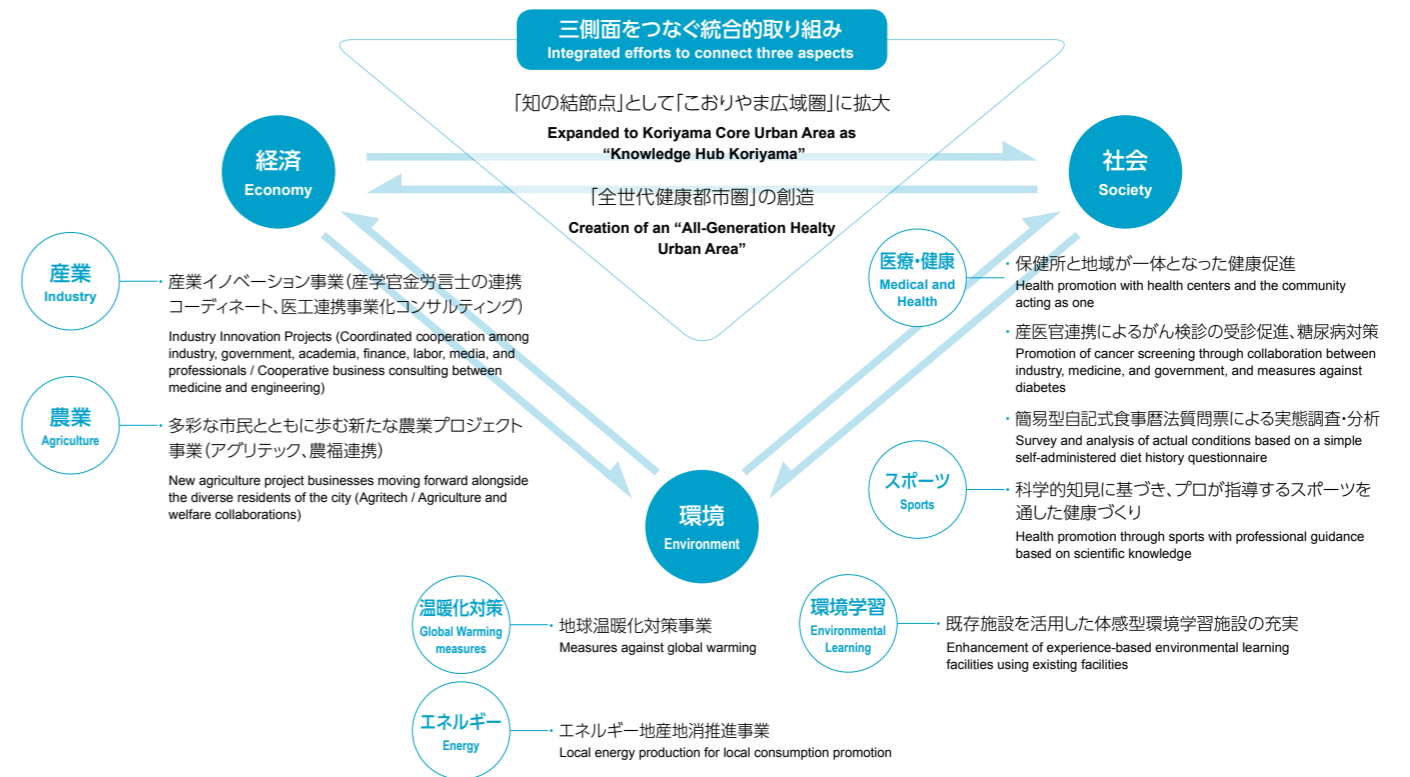 三側面をつなぐ統合的取り組み
Integrated efforts to connect three aspects
「知の結節点」として「こおりやま広域圏」に拡大
Expanded to Koriyama Core Urban Area as
“Knowledge Hub Koriyama”
「全世代健康都市圏」の創造
Creation of an “All-Generation Healty
Urban Area”
経済
Economy
社会
Society
産業
Industry
・産業イノベーション事業(産学官金労言士の連携
コーディネート、医工連携事業化コンサルティング)
Industry Innovation Projects (Coordinated cooperation among
industry, government, academia, finance, labor, media, and
professionals / Cooperative business consulting between
medicine and engineering)
農業
Agriculture
・多彩な市民とともに歩む新たな農業プロジェクト
事業(アグリテック、農福連携)
New agriculture project businesses moving forward alongside
the diverse residents of the city (Agritech / Agriculture and
welfare collaborations)
医療・健康
Medical and
Health
・保健所と地域が一体となった健康促進
Health promotion with health centers and the community
acting as one
・産医官連携によるがん検診の受診促進、糖尿病対策
Promotion of cancer screening through collaboration between
industry, medicine, and government, and measures against
diabetes
・簡易型自記式食事暦法質問票による実態調査・分析
Survey and analysis of actual conditions based on a simple
self-administered diet history questionnaire
スポーツ
Sports
・科学的知見に基づき、プロが指導するスポーツを
通した健康づくり
Health promotion through sports with professional guidance
based on scientific knowledge
環境
Environment
温暖化対策
Global Warming
measures
・地球温暖化対策事業
Measures against global warming
環境学習
Environmental
Learning
・既存施設を活用した体感型環境学習施設の充実
Enhancement of experience-based environmental learning
facilities using existing facilities
エネルギー
Energy
・エネルギー地産地消推進事業
Local energy production for local consumption promotion